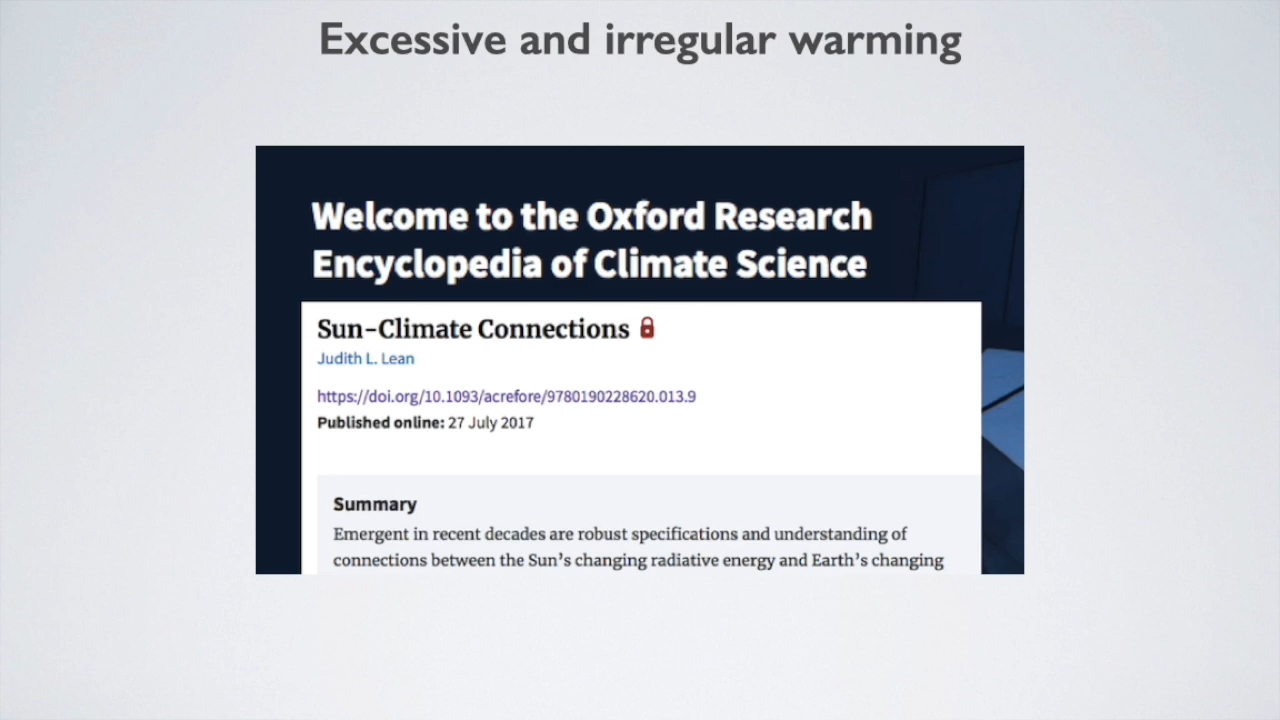 Excessive and irregular warming
Welcome to the Oxford Research
Encyclopedia of Climate Science
Sun–Climate Connections
Judith L. Lean
https://doi.org/10.1093/acrefore/9780190228620.013.9
Published online: 27 July 2017
Summary
Emergent in recent decades are robust specifications and understanding of
connections between the Sun’s changing radiative energy and Earth’s changing